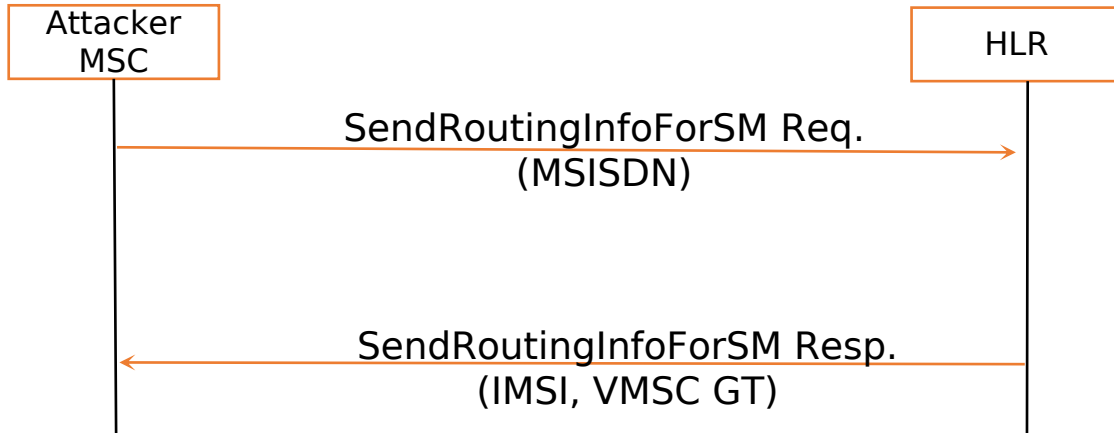 Attacker
MSC
HLR
SendRoutingInfoForSM Req.
(MSISDN)
SendRoutingInfoForSM Resp.
(IMSI, VMSC GT)